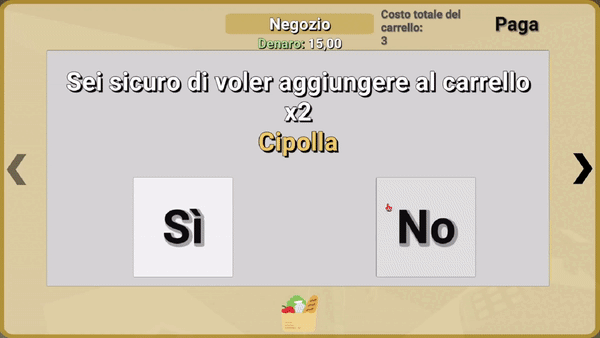 Negozio
Denaro: 15,00
Costo totale del
carrello:
3
Paga
Sei sicuro di voler aggiungere al carrello
x2
Cipolla
Sì
No